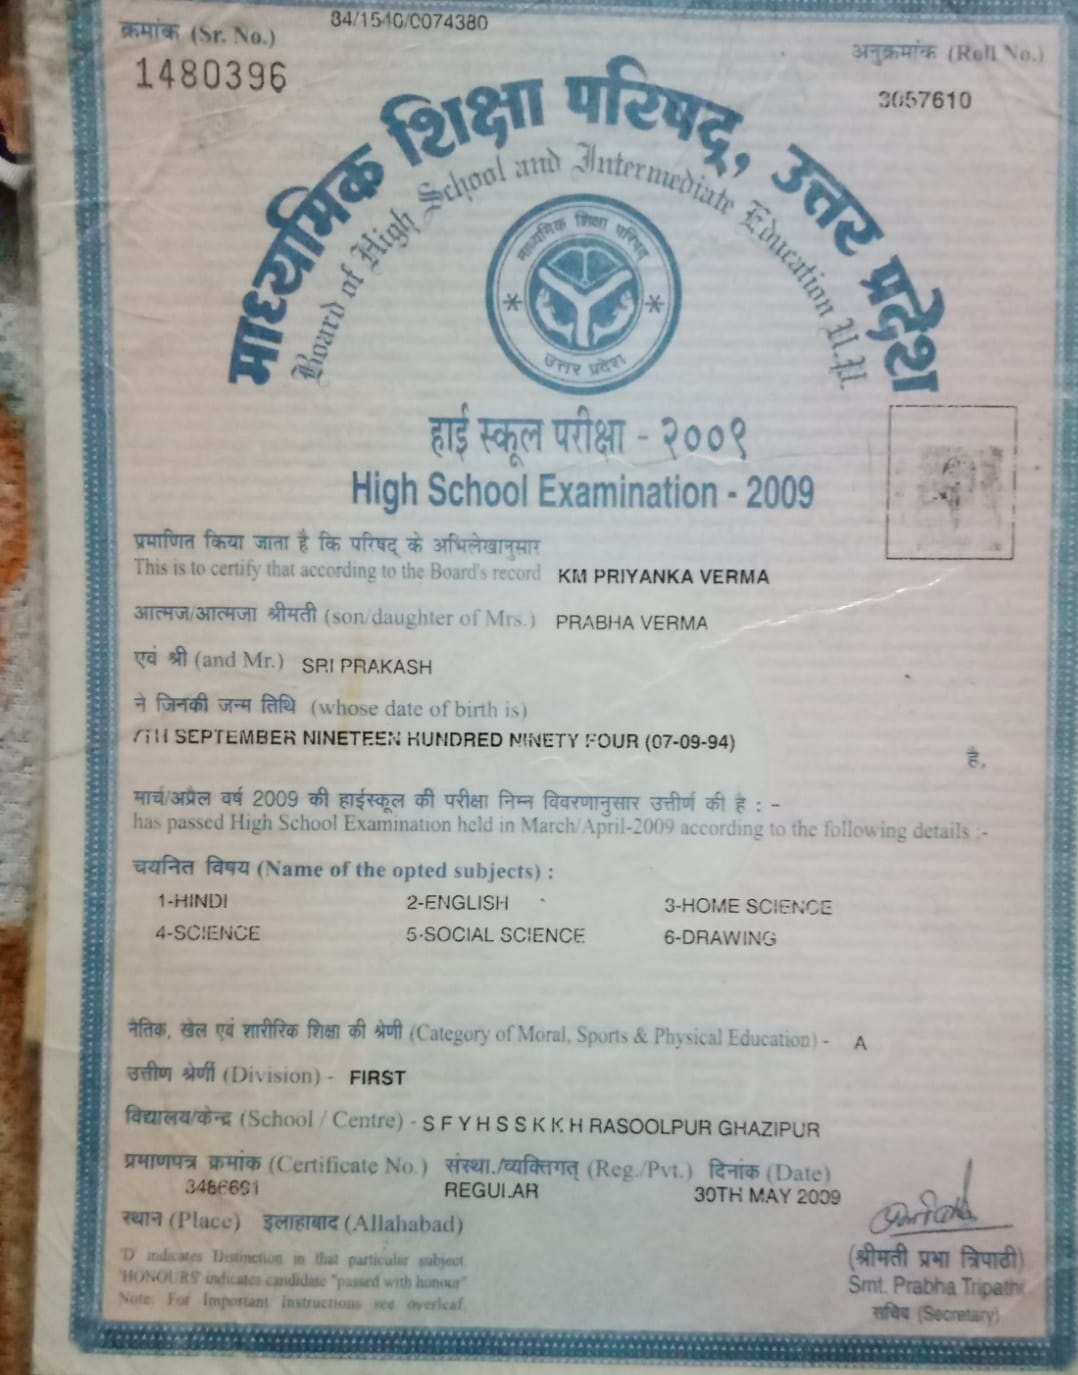 क्रमांक (Sr. No.)
84/1540/0074380
अनुक्रमांक (Roll No.)
1480396
3057610
माध्यमिक शिक्षा परिषद्, उत्तर प्रदेश
Board of High School and Intermediate Education U.P.
माध्यमिक शिक्षा परिषद्
उत्तर प्रदेश
हाई स्कूल परीक्षा - २००९
High School Examination - 2009
प्रमाणित किया जाता है कि परिषद् के अभिलेखानुसार
This is to certify that according to the Board's record KM PRIYANKA VERMA
आत्मज/आत्मजा श्रीमती (son/daughter of Mrs.) PRABHA VERMA
एवं श्री (and Mr.) SRI PRAKASH
ने जिनकी जन्म तिथि (whose date of birth is)
7TH SEPTEMBER NINETEEN HUNDRED NINETY FOUR (07-09-94)
है,
मार्च/अप्रैल वर्ष 2009 की हाईस्कूल की परीक्षा निम्न विवरणानुसार उत्तीर्ण की है : -
has passed High School Examination held in March/April-2009 according to the following details :-
चयनित विषय (Name of the opted subjects) :
1-HINDI 2-ENGLISH 3-HOME SCIENCE
4-SCIENCE 5-SOCIAL SCIENCE 6-DRAWING
नैतिक, खेल एवं शारीरिक शिक्षा की श्रेणी (Category of Moral, Sports & Physical Education) - A
उत्तीण श्रेणी (Division) - FIRST
विद्यालय/केन्द्र (School / Centre) - S F Y H S S K K H RASOOLPUR GHAZIPUR
प्रमाणपत्र क्रमांक (Certificate No.) संस्था./व्यक्तिगत् (Reg./Pvt.) दिनांक (Date)
3486691 REGULAR 30TH MAY 2009
स्थान (Place) इलाहाबाद (Allahabad)
'D' indicates Distinction in that particular subject.
'HONOURS' indicates candidate "passed with honour"
Note: For Important Instructions see overleaf.
(श्रीमती प्रभा त्रिपाठी)
Smt. Prabha Tripathi
सचिव (Secretary)